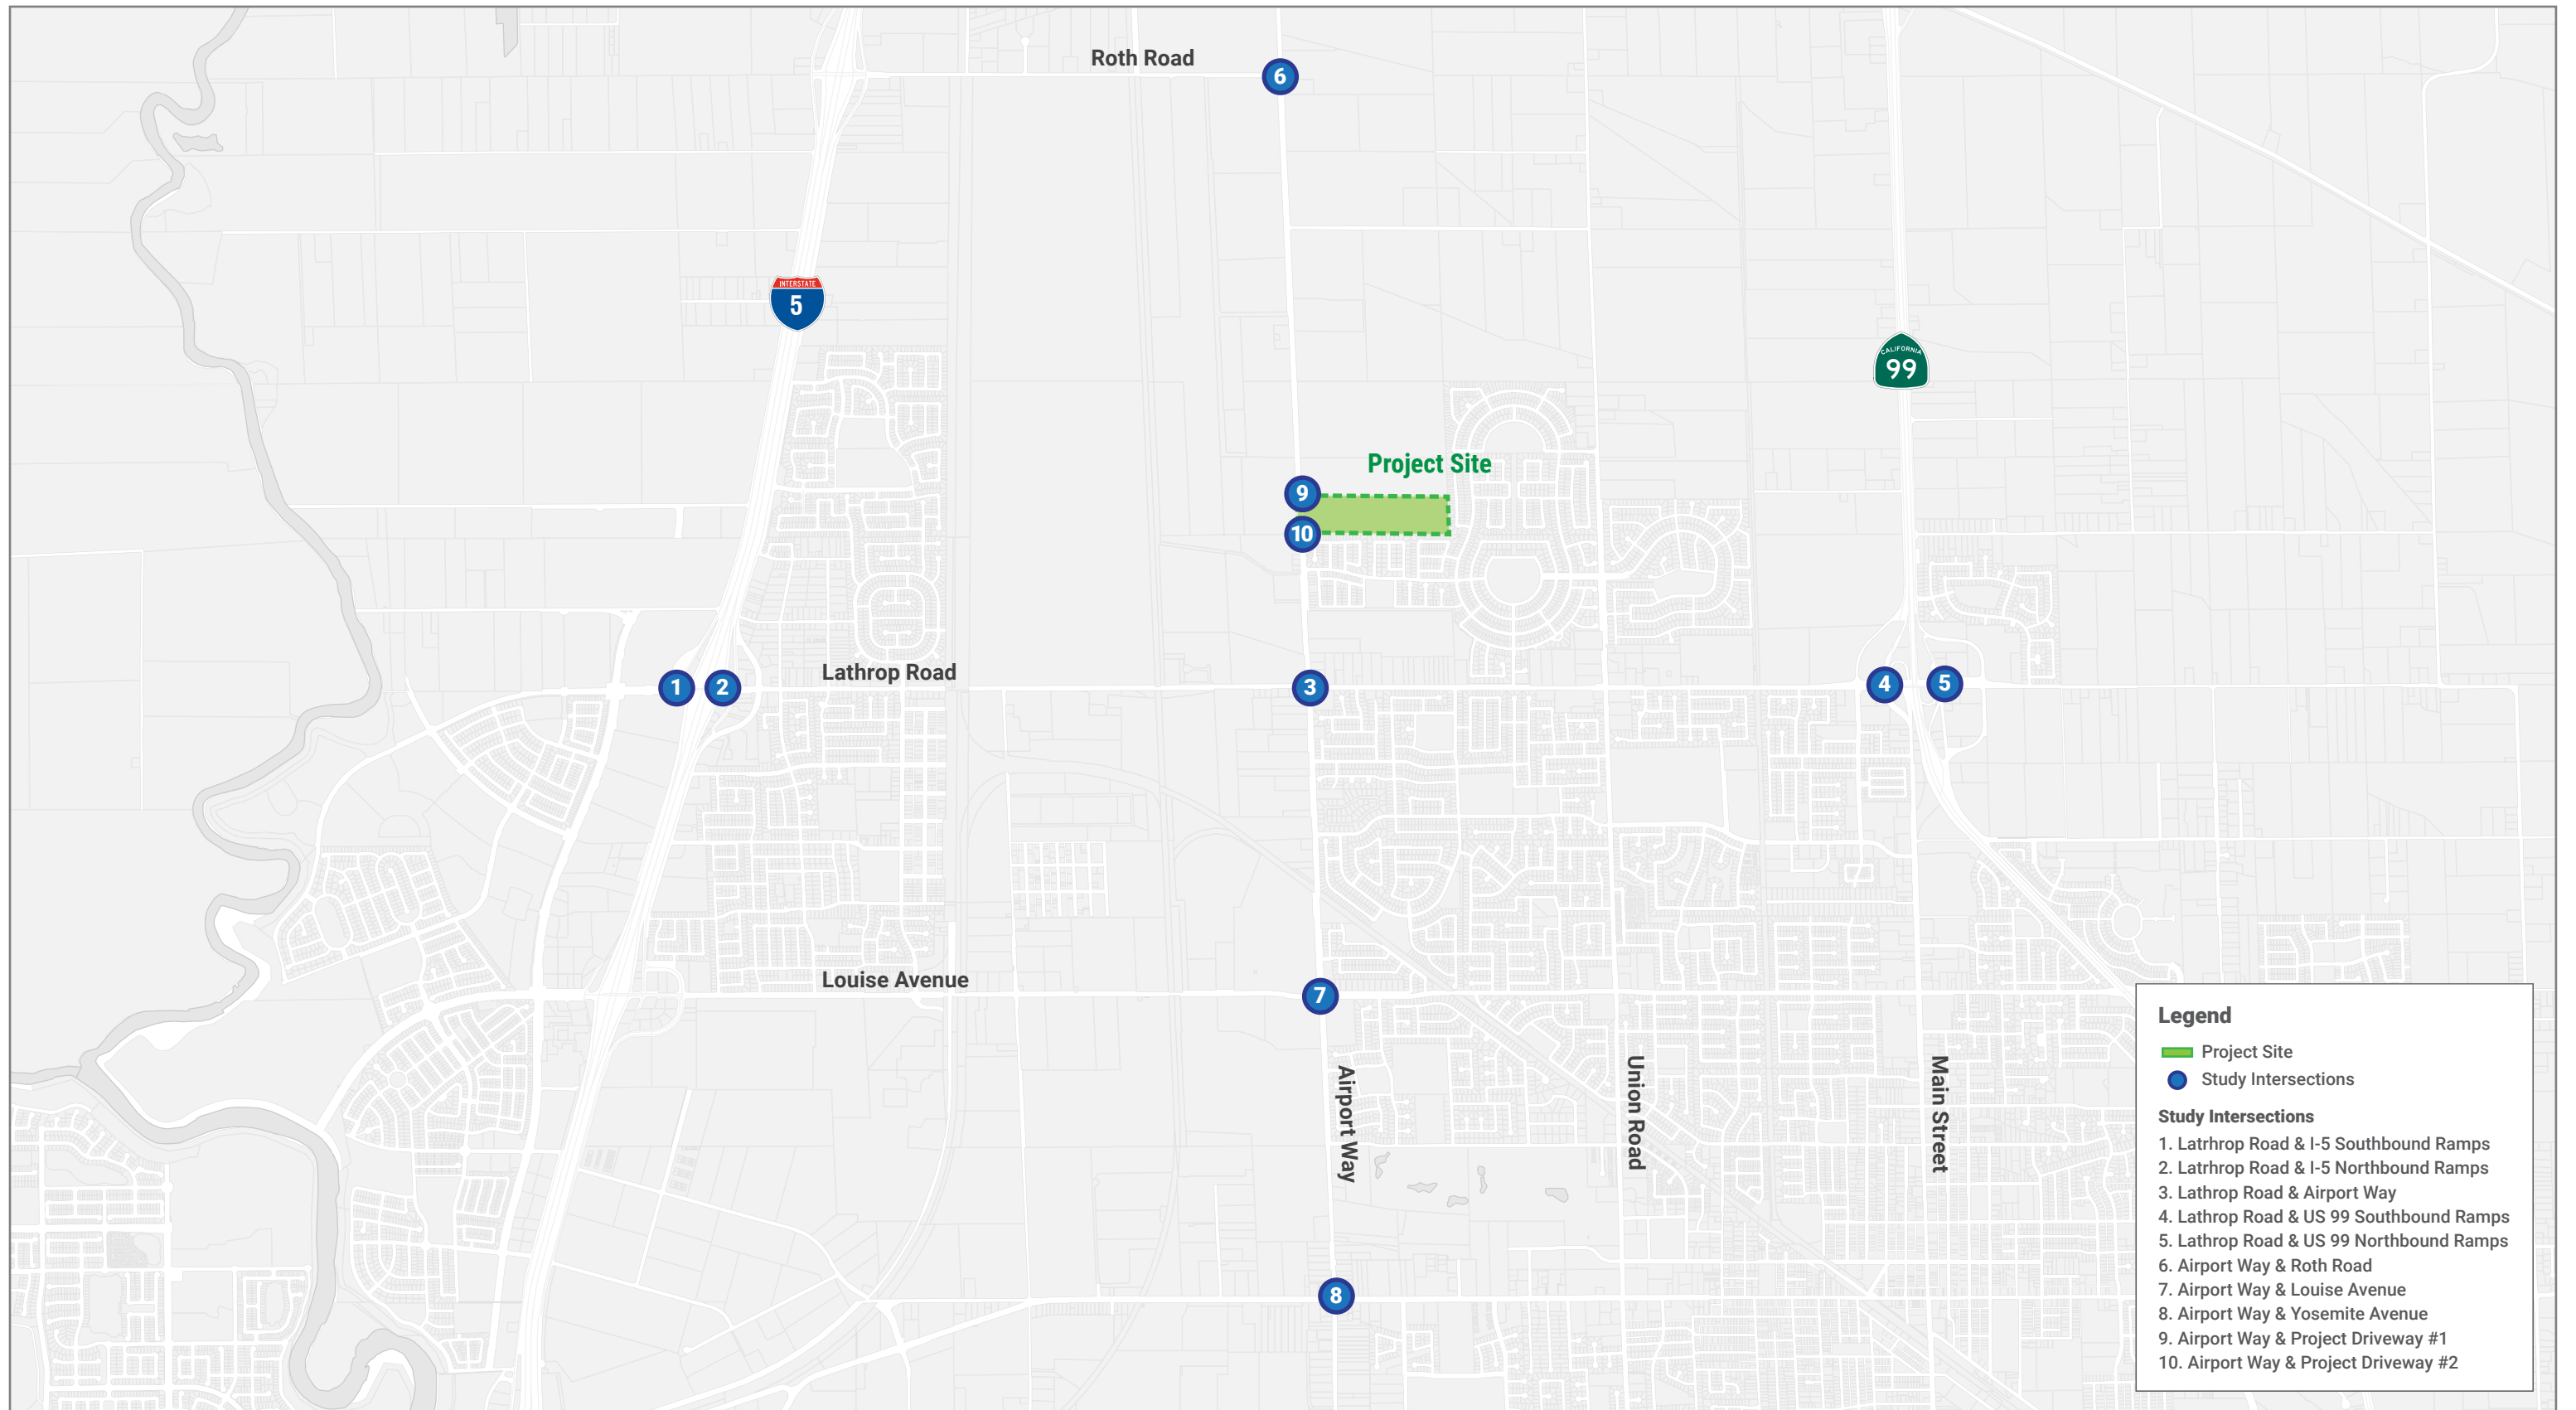 Roth Road
6
INTERSTATE
5
CALIFORNIA
99
Project Site
9
10
Lathrop Road
1
2
3
4
5
Louise Avenue
7
Airport Way
Union Road
Main Street
8
Legend
Project Site
Study Intersections
Study Intersections
1. Latrhrop Road & I-5 Southbound Ramps
2. Latrhrop Road & I-5 Northbound Ramps
3. Lathrop Road & Airport Way
4. Lathrop Road & US 99 Southbound Ramps
5. Lathrop Road & US 99 Northbound Ramps
6. Airport Way & Roth Road
7. Airport Way & Louise Avenue
8. Airport Way & Yosemite Avenue
9. Airport Way & Project Driveway #1
10. Airport Way & Project Driveway #2